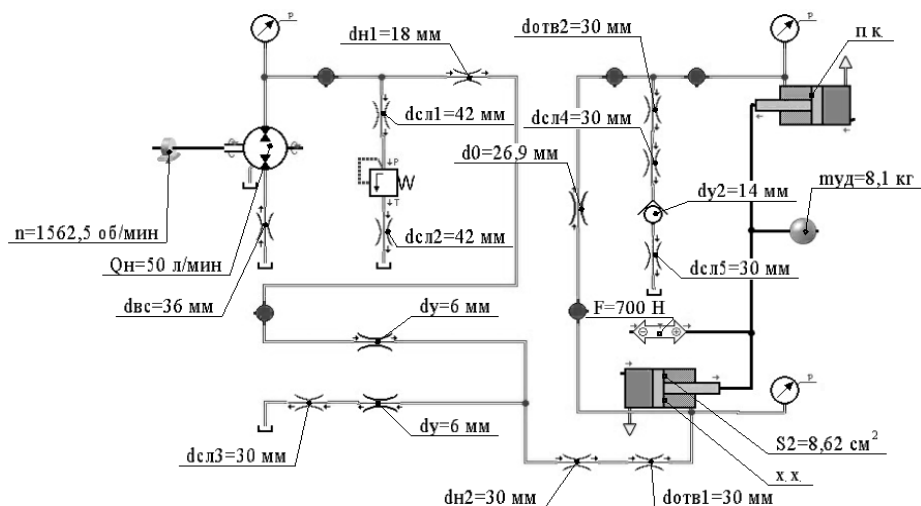 p
dн1=18 мм
dотв2=30 мм
p
п к.
dсл1=42 мм
dсл4=30 мм
d0=26,9 мм
P
T
dу2=14 мм
mуд=8,1 кг
n=1562,5 об/мин
dсл2=42 мм
Qн=50 л/мин
dсл5=30 мм
dвс=36 мм
F=700 Н
dу=6 мм
p
dу=6 мм
S2=8,62 см²
dсл3=30 мм
х. х.
dн2=30 мм
dотв1=30 мм